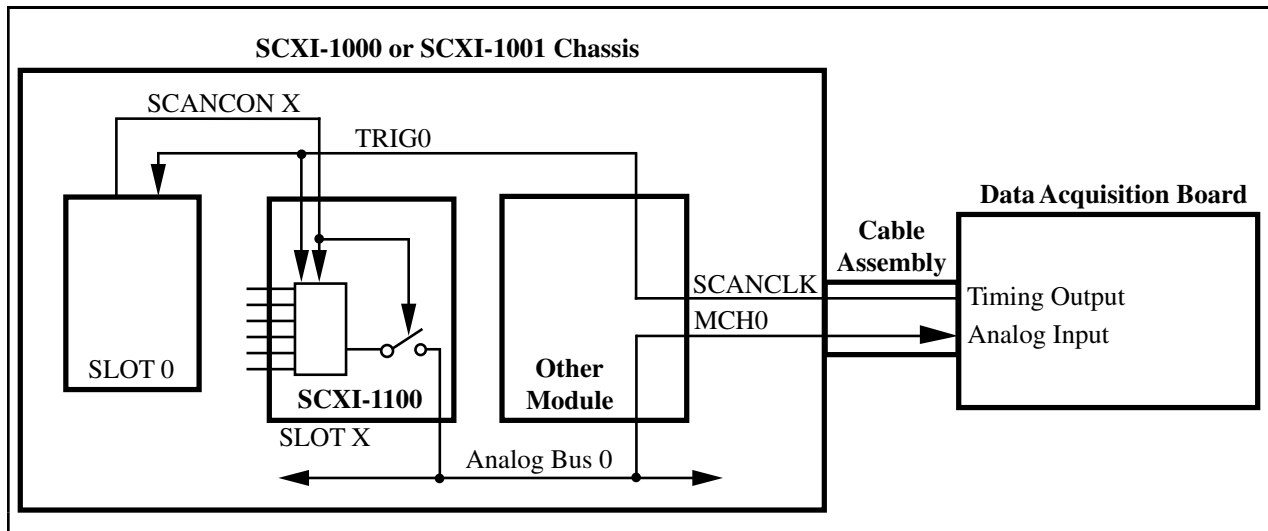 SCXI-1000 or SCXI-1001 Chassis
SCANCON X
TRIG0
Data Acquisition Board
Cable
Assembly
SCANCLK
Timing Output
MCH0
Analog Input
SLOT 0
Other
Module
SCXI-1100
SLOT X
Analog Bus 0